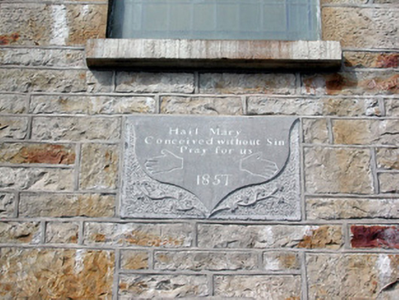 Hail Mary
Conceived without Sin
Pray for us
1857